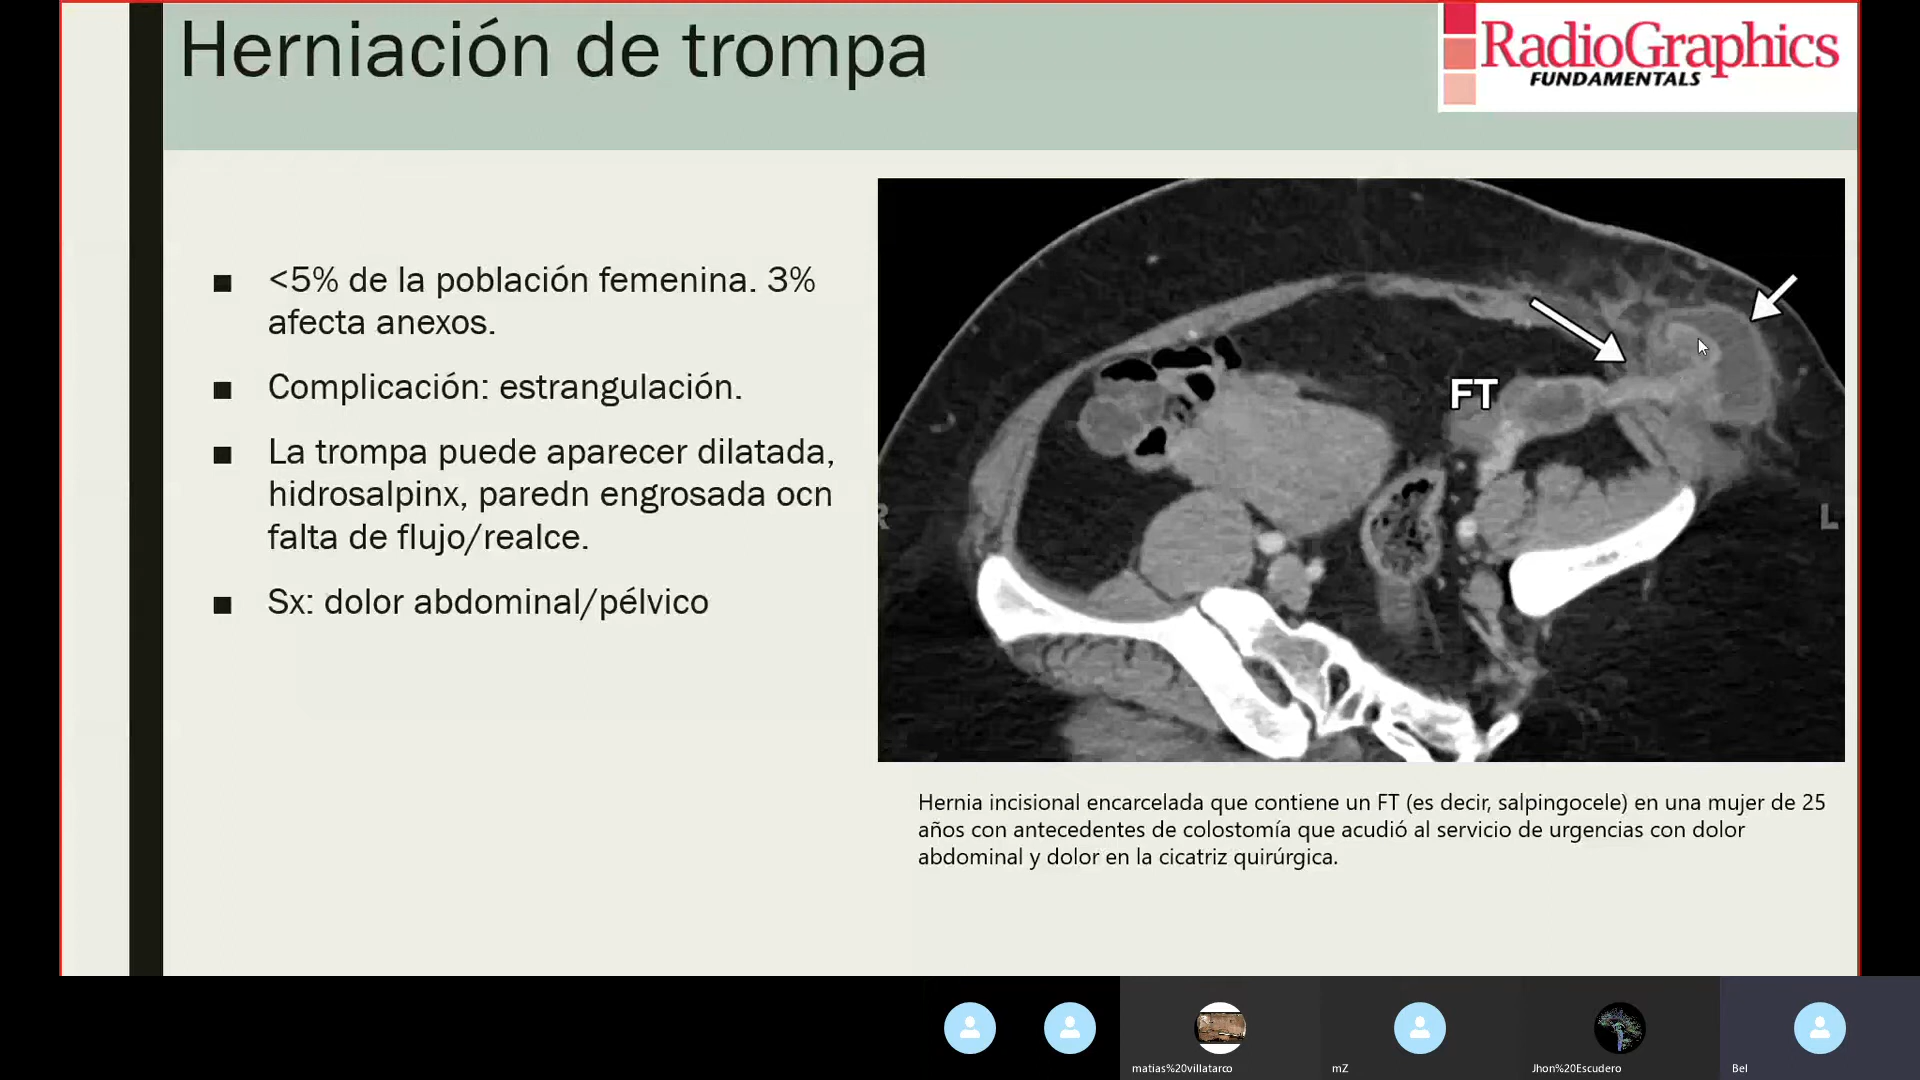 Herniación de trompa
RadioGraphics
FUNDAMENTALS
■ <5% de la población femenina. 3%
afecta anexos.
■ Complicación: estrangulación.
■ La trompa puede aparecer dilatada,
hidrosalpinx, paredn engrosada ocn
falta de flujo/realce.
■ Sx: dolor abdominal/pélvico
FT
R
L
Hernia incisional encarcelada que contiene un FT (es decir, salpingocele) en una mujer de 25
años con antecedentes de colostomía que acudió al servicio de urgencias con dolor
abdominal y dolor en la cicatriz quirúrgica.
matias%20villatarco
mZ
Jhon%20Escudero
Bel